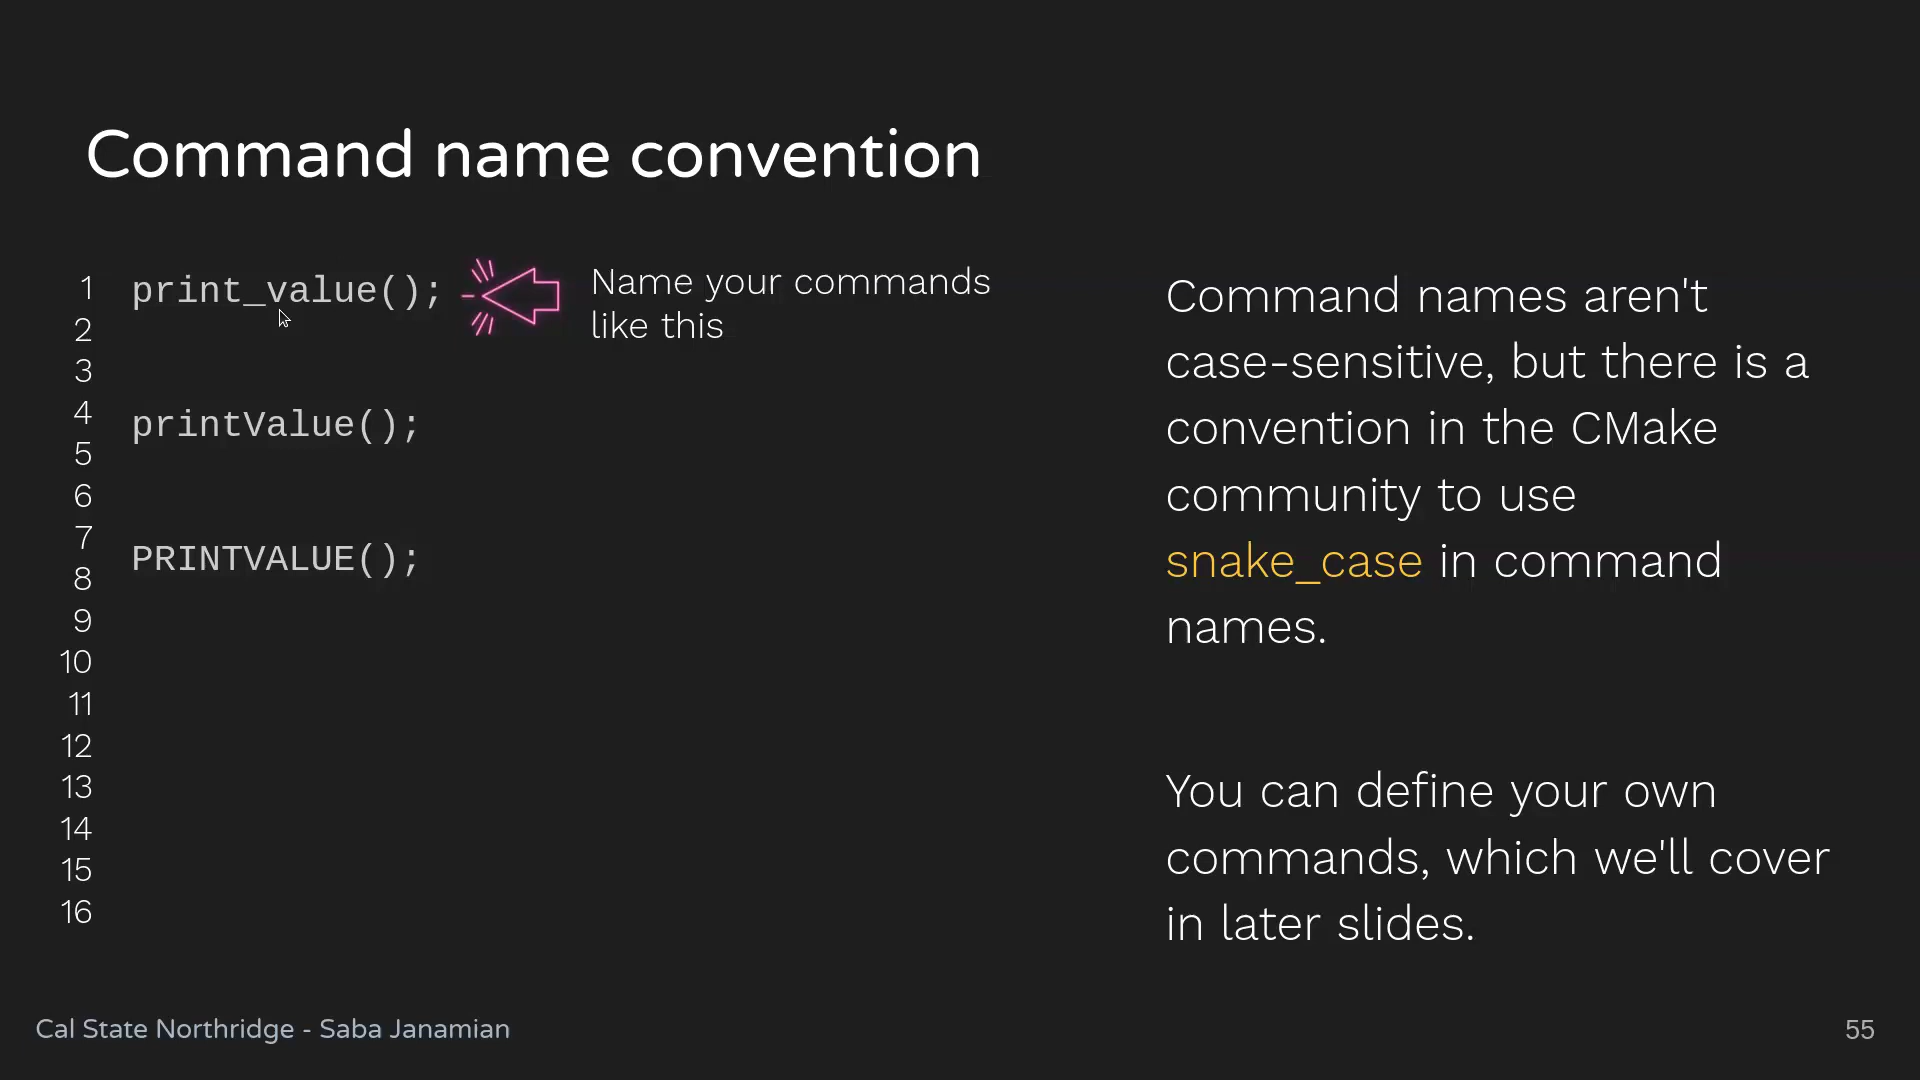 Command name convention
1
2
3
4
5
6
7
8
9
10
11
12
13
14
15
16
print_value();
printValue();
PRINTVALUE();
Name your commands
like this
Command names aren't
case-sensitive, but there is a
convention in the CMake
community to use
snake_case in command
names.
You can define your own
commands, which we'll cover
in later slides.
Cal State Northridge - Saba Janamian
55